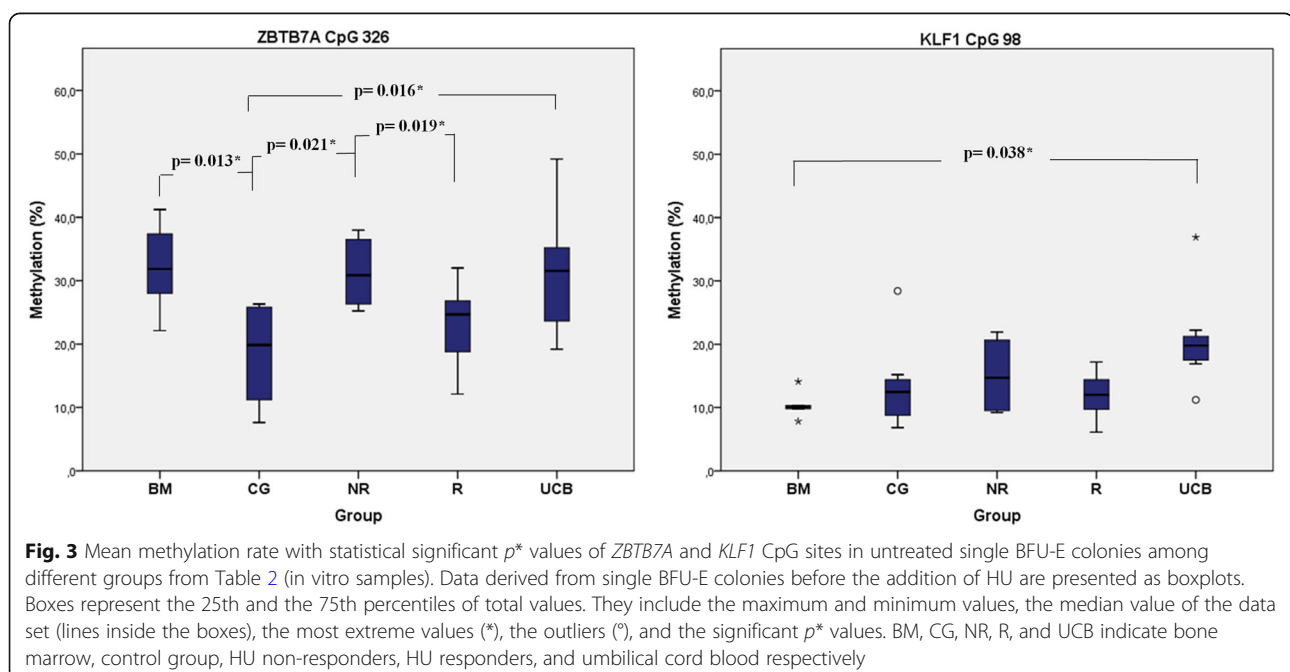 ZBTB7A CpG 326
60,0
50,0
40,0
30,0
20,0
10,0
,0
Methylation (%)
p= 0.016*
p= 0.019*
p= 0.021*
p= 0.013*
BM CG NR R UCB
Group
KLF1 CpG 98
60,0
50,0
40,0
30,0
20,0
10,0
,0
Methylation (%)
p= 0.038*
BM CG NR R UCB
Group
Fig. 3 Mean methylation rate with statistical significant p* values of ZBTB7A and KLF1 CpG sites in untreated single BFU-E colonies among
different groups from Table 2 (in vitro samples). Data derived from single BFU-E colonies before the addition of HU are presented as boxplots.
Boxes represent the 25th and the 75th percentiles of total values. They include the maximum and minimum values, the median value of the data
set (lines inside the boxes), the most extreme values (*), the outliers (°), and the significant p* values. BM, CG, NR, R, and UCB indicate bone
marrow, control group, HU non-responders, HU responders, and umbilical cord blood respectively